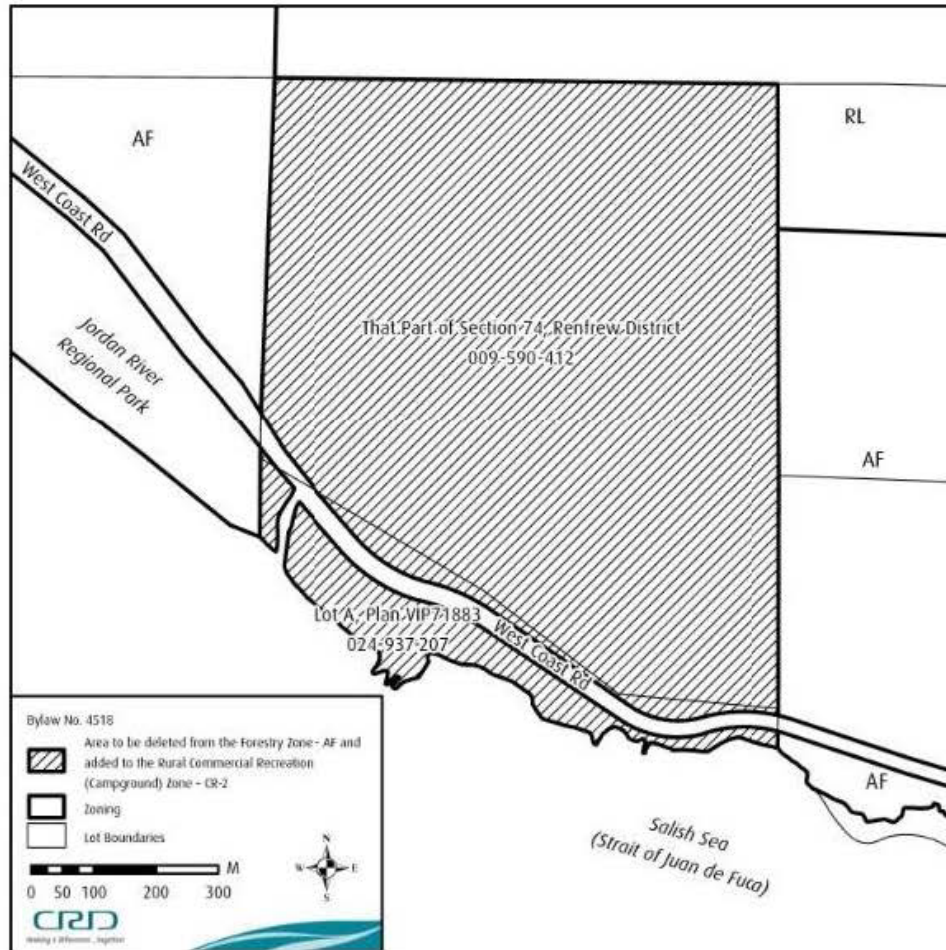 AF
RL
West Coast Rd
Jordan River
Regional Park
That Part of Section 74, Renfrew District
009-590-412
AF
Lot A, Plan VIP71883
024-937-207
West Coast Rd
AF
Salish Sea
(Strait of Juan de Fuca)
Bylaw No. 4518
Area to be deleted from the Forestry Zone - AF and
added to the Rural Commercial Recreation
(Campground) Zone - CR-2
Zoning
Lot Boundaries
M
0 50 100 200 300
N
W E
S
CRD
Making a difference...together